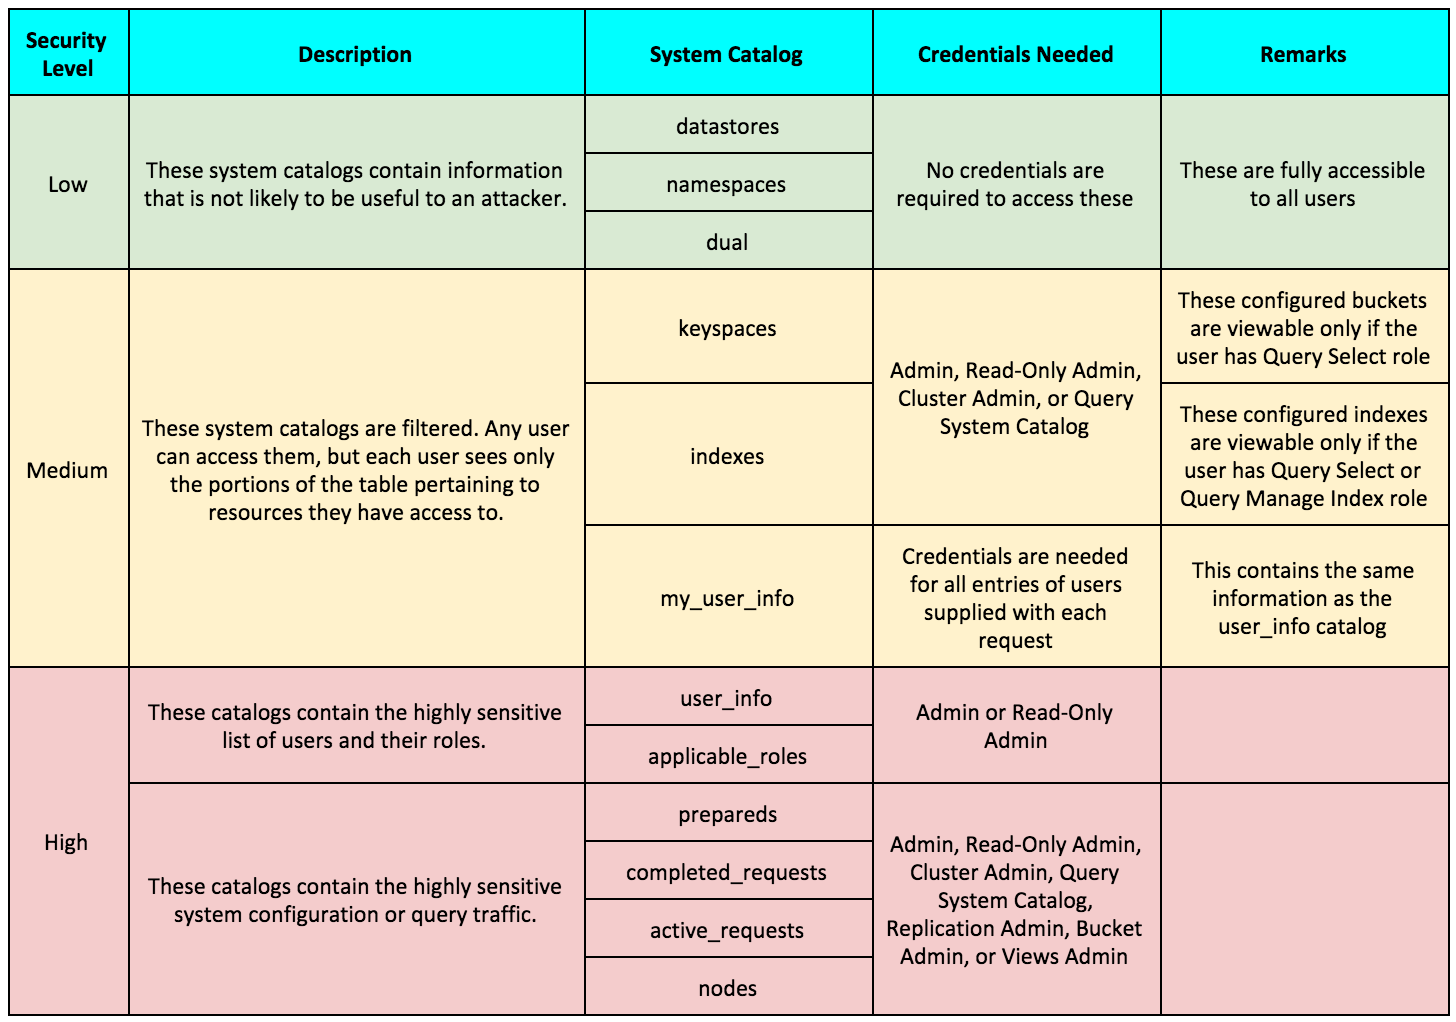 Security
Level
Description
System Catalog
Credentials Needed
Remarks
Low
These system catalogs contain information
that is not likely to be useful to an attacker.
datastores
namespaces
dual
No credentials are
required to access these
These are fully accessible
to all users
Medium
These system catalogs are filtered. Any user
can access them, but each user sees only
the portions of the table pertaining to
resources they have access to.
keyspaces
Admin, Read-Only Admin,
Cluster Admin, or Query
System Catalog
These configured buckets
are viewable only if the
user has Query Select role
indexes
These configured indexes
are viewable only if the
user has Query Select or
Query Manage Index role
my_user_info
Credentials are needed
for all entries of users
supplied with each
request
This contains the same
information as the
user_info catalog
High
These catalogs contain the highly sensitive
list of users and their roles.
user_info
applicable_roles
Admin or Read-Only
Admin
These catalogs contain the highly sensitive
system configuration or query traffic.
prepareds
completed_requests
active_requests
nodes
Admin, Read-Only Admin,
Cluster Admin, Query
System Catalog,
Replication Admin, Bucket
Admin, or Views Admin